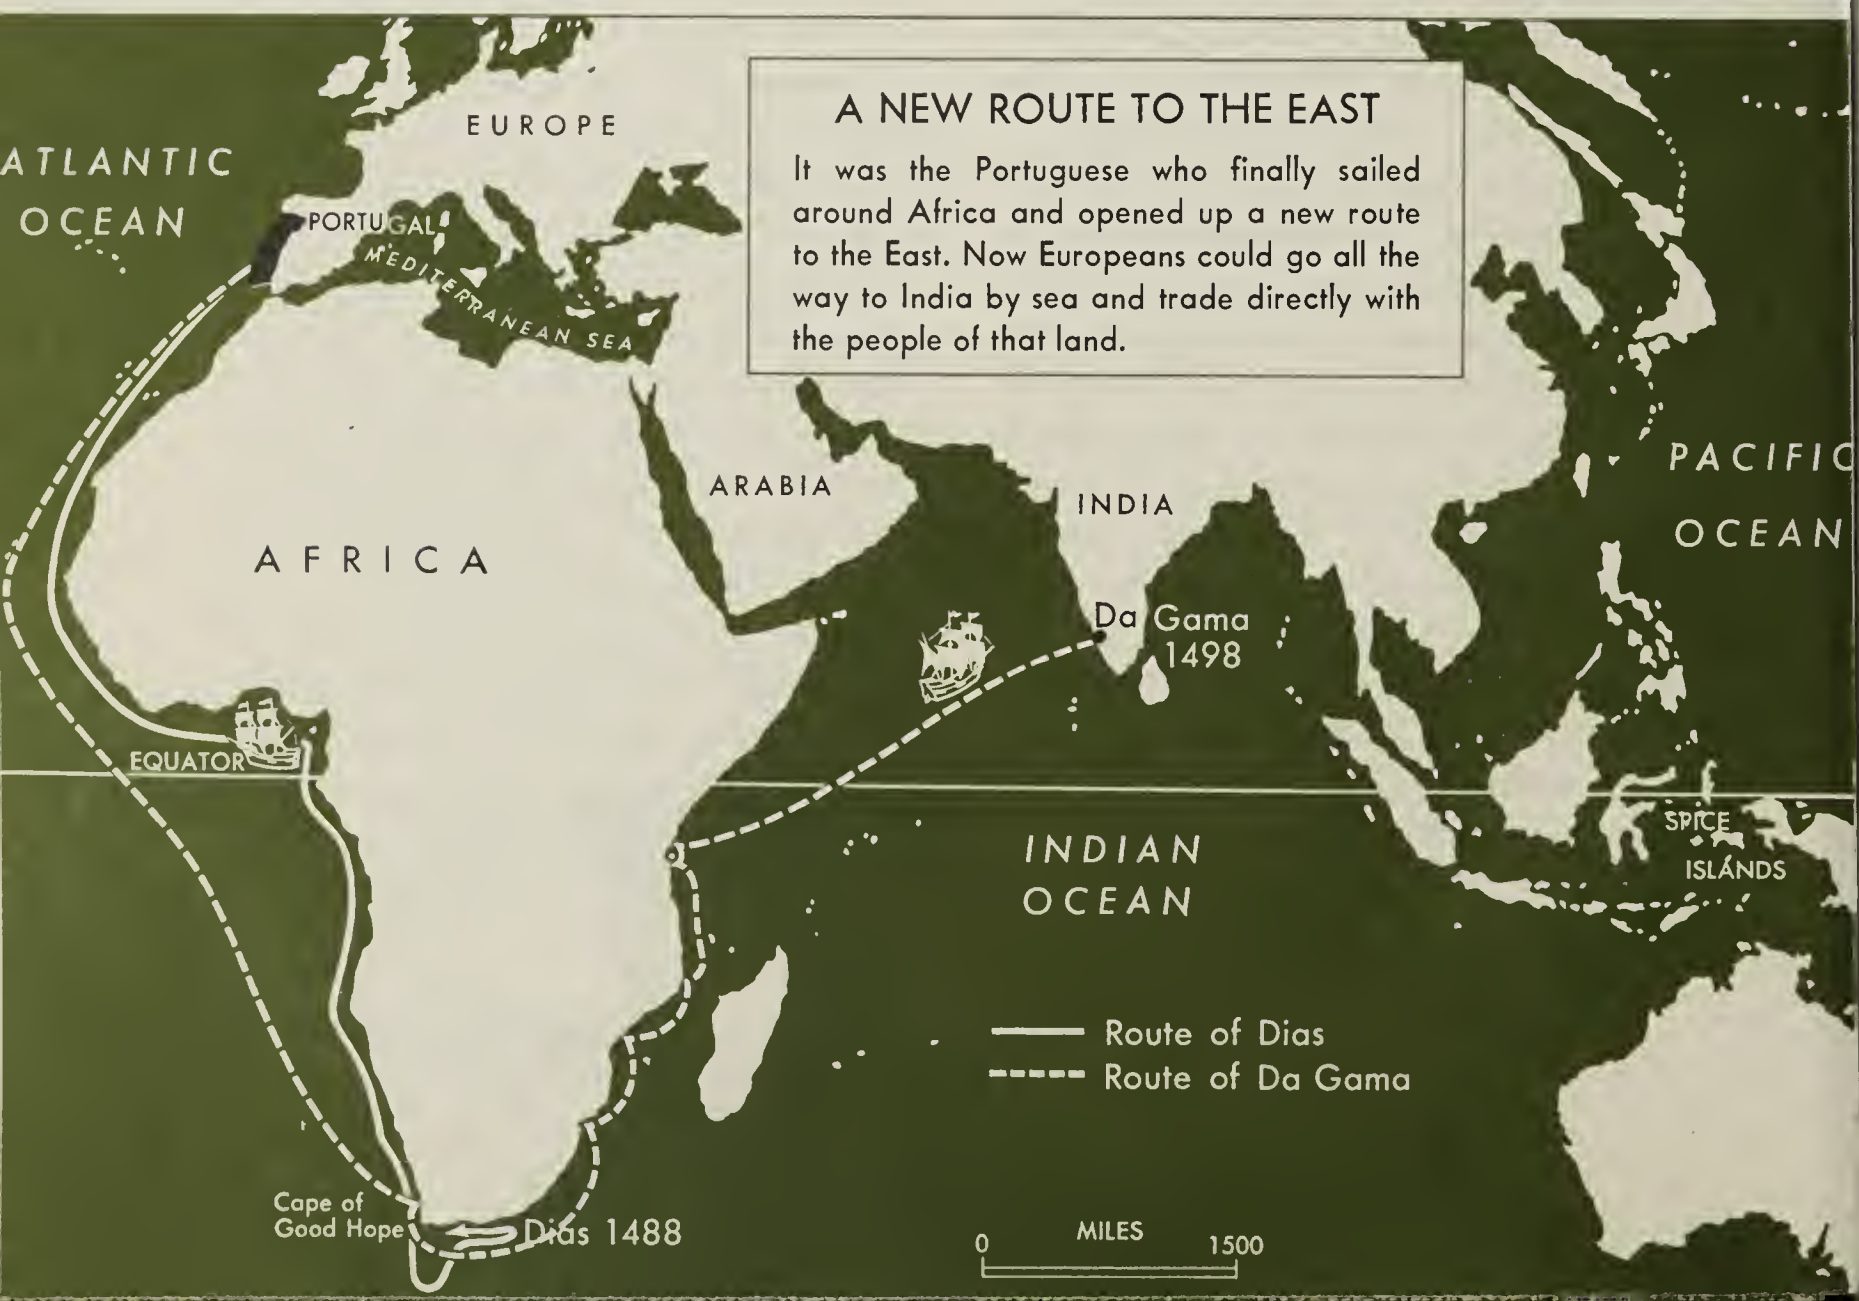 A NEW ROUTE TO THE EAST
It was the Portuguese who finally sailed
around Africa and opened up a new route
to the East. Now Europeans could go all the
way to India by sea and trade directly with
the people of that land.
EUROPE
ATLANTIC
OCEAN
PORTUGAL
MEDITERRANEAN SEA
PACIFIC
OCEAN
ARABIA
INDIA
AFRICA
Da Gama
1498
EQUATOR
SPICE
ISLANDS
INDIAN
OCEAN
Route of Dias
Route of Da Gama
Cape of
Good Hope
Dias 1488
MILES
0 1500